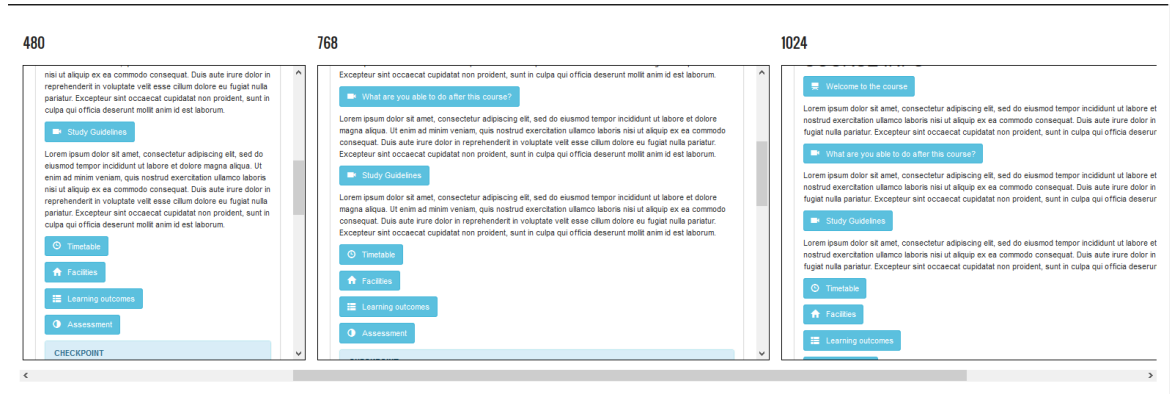 480
nisi ut aliquip ex ea commodo consequat. Duis aute irure dolor in
reprehenderit in voluptate velit esse cillum dolore eu fugiat nulla
pariatur. Excepteur sint occaecat cupidatat non proident, sunt in
culpa qui officia deserunt mollit anim id est laborum.
Study Guidelines
Lorem ipsum dolor sit amet, consectetur adipiscing elit, sed do
eiusmod tempor incididunt ut labore et dolore magna aliqua. Ut
enim ad minim veniam, quis nostrud exercitation ullamco laboris
nisi ut aliquip ex ea commodo consequat. Duis aute irure dolor in
reprehenderit in voluptate velit esse cillum dolore eu fugiat nulla
pariatur. Excepteur sint occaecat cupidatat non proident, sunt in
culpa qui officia deserunt mollit anim id est laborum.
Timetable
Facilities
Learning outcomes
Assessment
CHECKPOINT
768
Excepteur sint occaecat cupidatat non proident, sunt in culpa qui officia deserunt mollit anim id est laborum.
What are you able to do after this course?
Lorem ipsum dolor sit amet, consectetur adipiscing elit, sed do eiusmod tempor incididunt ut labore et dolore
magna aliqua. Ut enim ad minim veniam, quis nostrud exercitation ullamco laboris nisi ut aliquip ex ea commodo
consequat. Duis aute irure dolor in reprehenderit in voluptate velit esse cillum dolore eu fugiat nulla pariatur.
Excepteur sint occaecat cupidatat non proident, sunt in culpa qui officia deserunt mollit anim id est laborum.
Study Guidelines
Lorem ipsum dolor sit amet, consectetur adipiscing elit, sed do eiusmod tempor incididunt ut labore et dolore
magna aliqua. Ut enim ad minim veniam, quis nostrud exercitation ullamco laboris nisi ut aliquip ex ea commodo
consequat. Duis aute irure dolor in reprehenderit in voluptate velit esse cillum dolore eu fugiat nulla pariatur.
Excepteur sint occaecat cupidatat non proident, sunt in culpa qui officia deserunt mollit anim id est laborum.
Timetable
Facilities
Learning outcomes
Assessment
1024
Welcome to the course
Lorem ipsum dolor sit amet, consectetur adipiscing elit, sed do eiusmod tempor incididunt ut labore et
nostrud exercitation ullamco laboris nisi ut aliquip ex ea commodo consequat. Duis aute irure dolor in
fugiat nulla pariatur. Excepteur sint occaecat cupidatat non proident, sunt in culpa qui officia deserun
What are you able to do after this course?
Lorem ipsum dolor sit amet, consectetur adipiscing elit, sed do eiusmod tempor incididunt ut labore et
nostrud exercitation ullamco laboris nisi ut aliquip ex ea commodo consequat. Duis aute irure dolor in
fugiat nulla pariatur. Excepteur sint occaecat cupidatat non proident, sunt in culpa qui officia deserun
Study Guidelines
Lorem ipsum dolor sit amet, consectetur adipiscing elit, sed do eiusmod tempor incididunt ut labore et
nostrud exercitation ullamco laboris nisi ut aliquip ex ea commodo consequat. Duis aute irure dolor in
fugiat nulla pariatur. Excepteur sint occaecat cupidatat non proident, sunt in culpa qui officia deserun
Timetable
Facilities
Learning outcomes